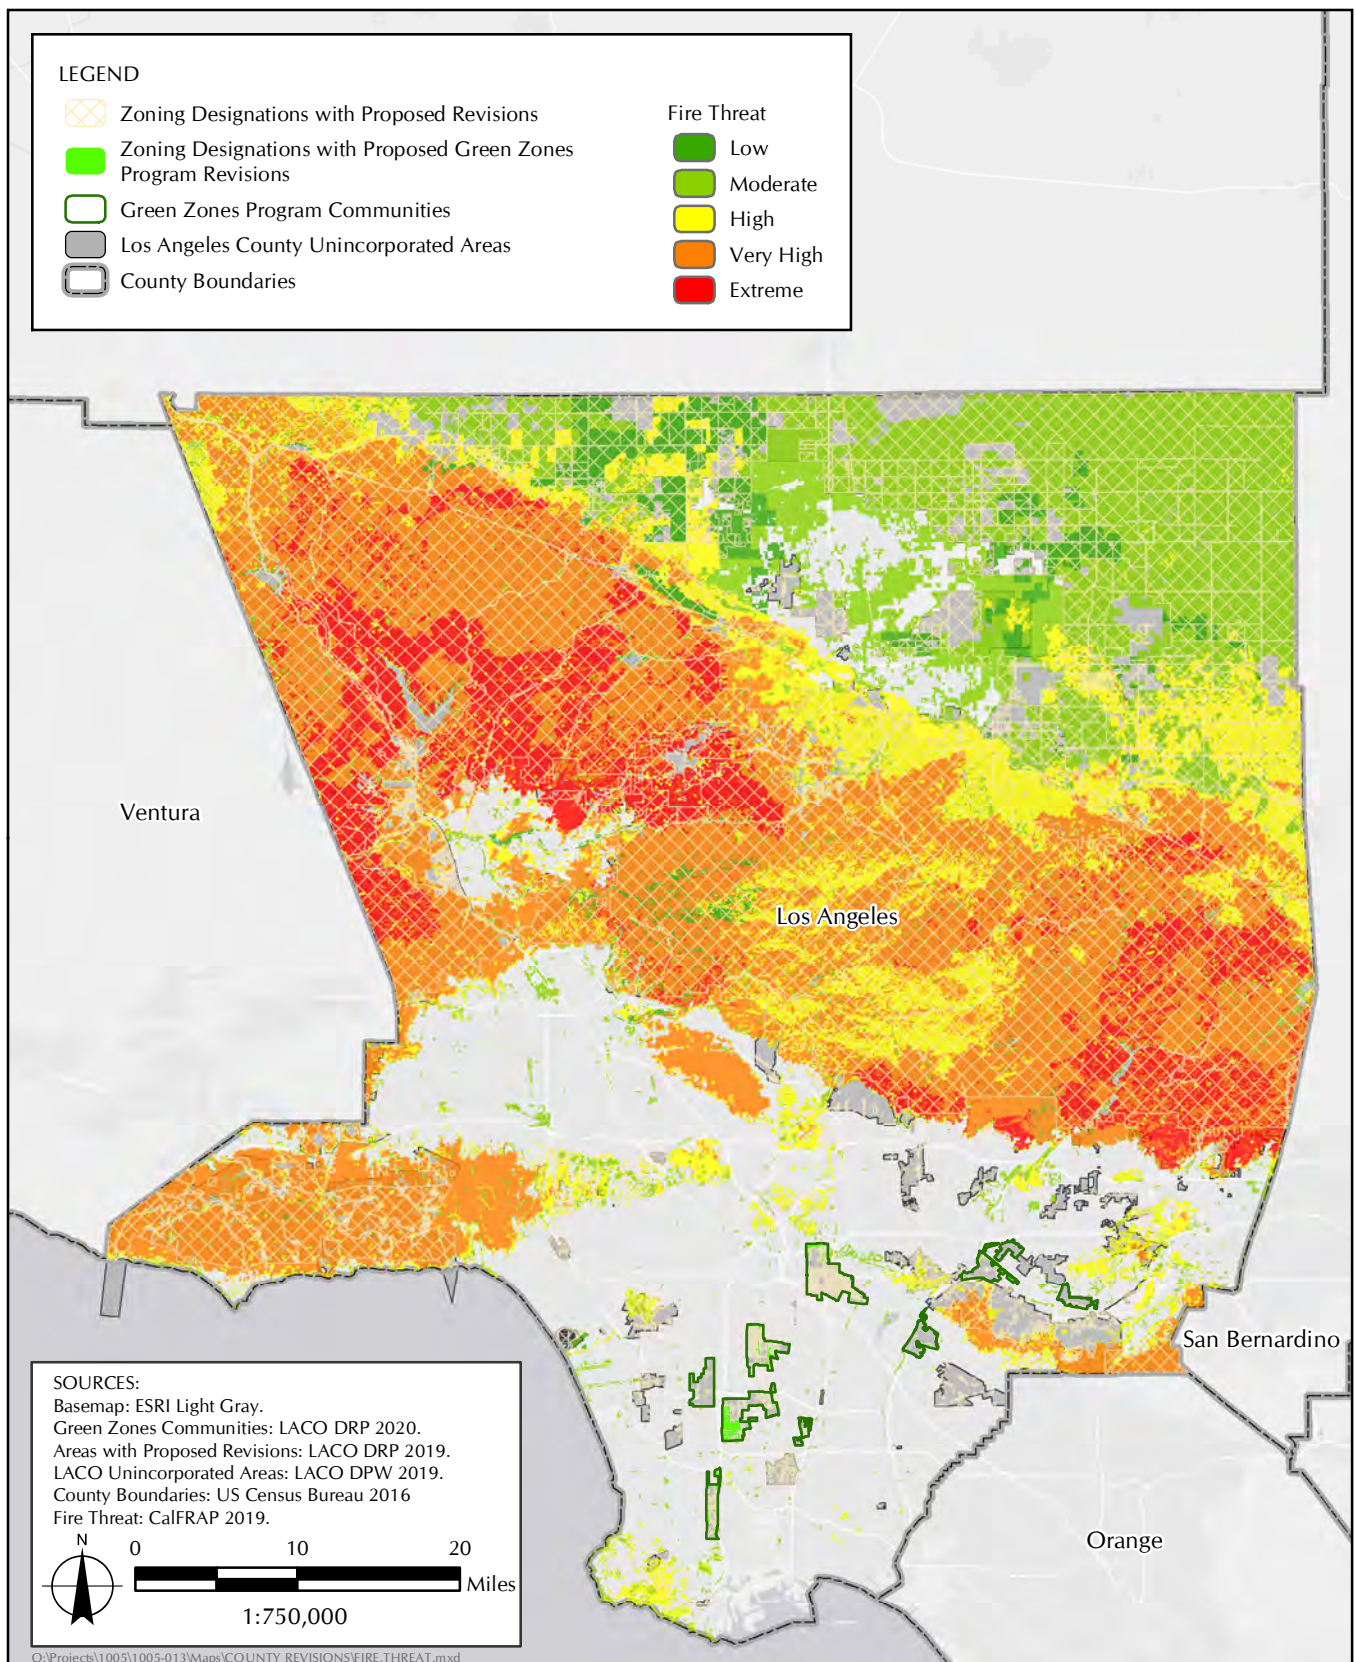 LEGEND
Zoning Designations with Proposed Revisions
Zoning Designations with Proposed Green Zones
Program Revisions
Green Zones Program Communities
Los Angeles County Unincorporated Areas
County Boundaries
Fire Threat
Low
Moderate
High
Very High
Extreme
Ventura
Los Angeles
San Bernardino
Orange
SOURCES:
Basemap: ESRI Light Gray.
Green Zones Communities: LACO DRP 2020.
Areas with Proposed Revisions: LACO DRP 2019.
LACO Unincorporated Areas: LACO DPW 2019.
County Boundaries: US Census Bureau 2016
Fire Threat: CalFRAP 2019.
N
0 10 20
Miles
1:750,000
O:\Projects\1005\1005-013\Maps\COUNTY_REVISIONS\FIRE_THREAT.mxd